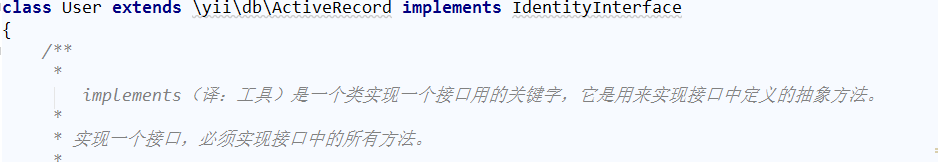 class User extends \yii\db\ActiveRecord implements IdentityInterface
{
/**
*
implements（译：工具）是一个类实现一个接口用的关键字，它是用来实现接口中定义的抽象方法。
*
* 实现一个接口，必须实现接口中的所有方法。
*